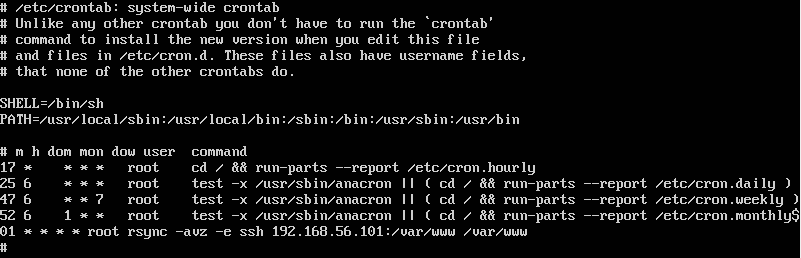 # /etc/crontab: system-wide crontab
# Unlike any other crontab you don't have to run the `crontab'
# command to install the new version when you edit this file
# and files in /etc/cron.d. These files also have username fields,
# that none of the other crontabs do.

SHELL=/bin/sh
PATH=/usr/local/sbin:/usr/local/bin:/sbin:/bin:/usr/sbin:/usr/bin

# m h dom mon dow user  command
17 *    * * *   root    cd / && run-parts --report /etc/cron.hourly
25 6    * * *   root    test -x /usr/sbin/anacron || ( cd / && run-parts --report /etc/cron.daily )
47 6    * * 7   root    test -x /usr/sbin/anacron || ( cd / && run-parts --report /etc/cron.weekly )
52 6    1 * *   root    test -x /usr/sbin/anacron || ( cd / && run-parts --report /etc/cron.monthly$
01 * * * * root rsync -avz -e ssh 192.168.56.101:/var/www /var/www
#